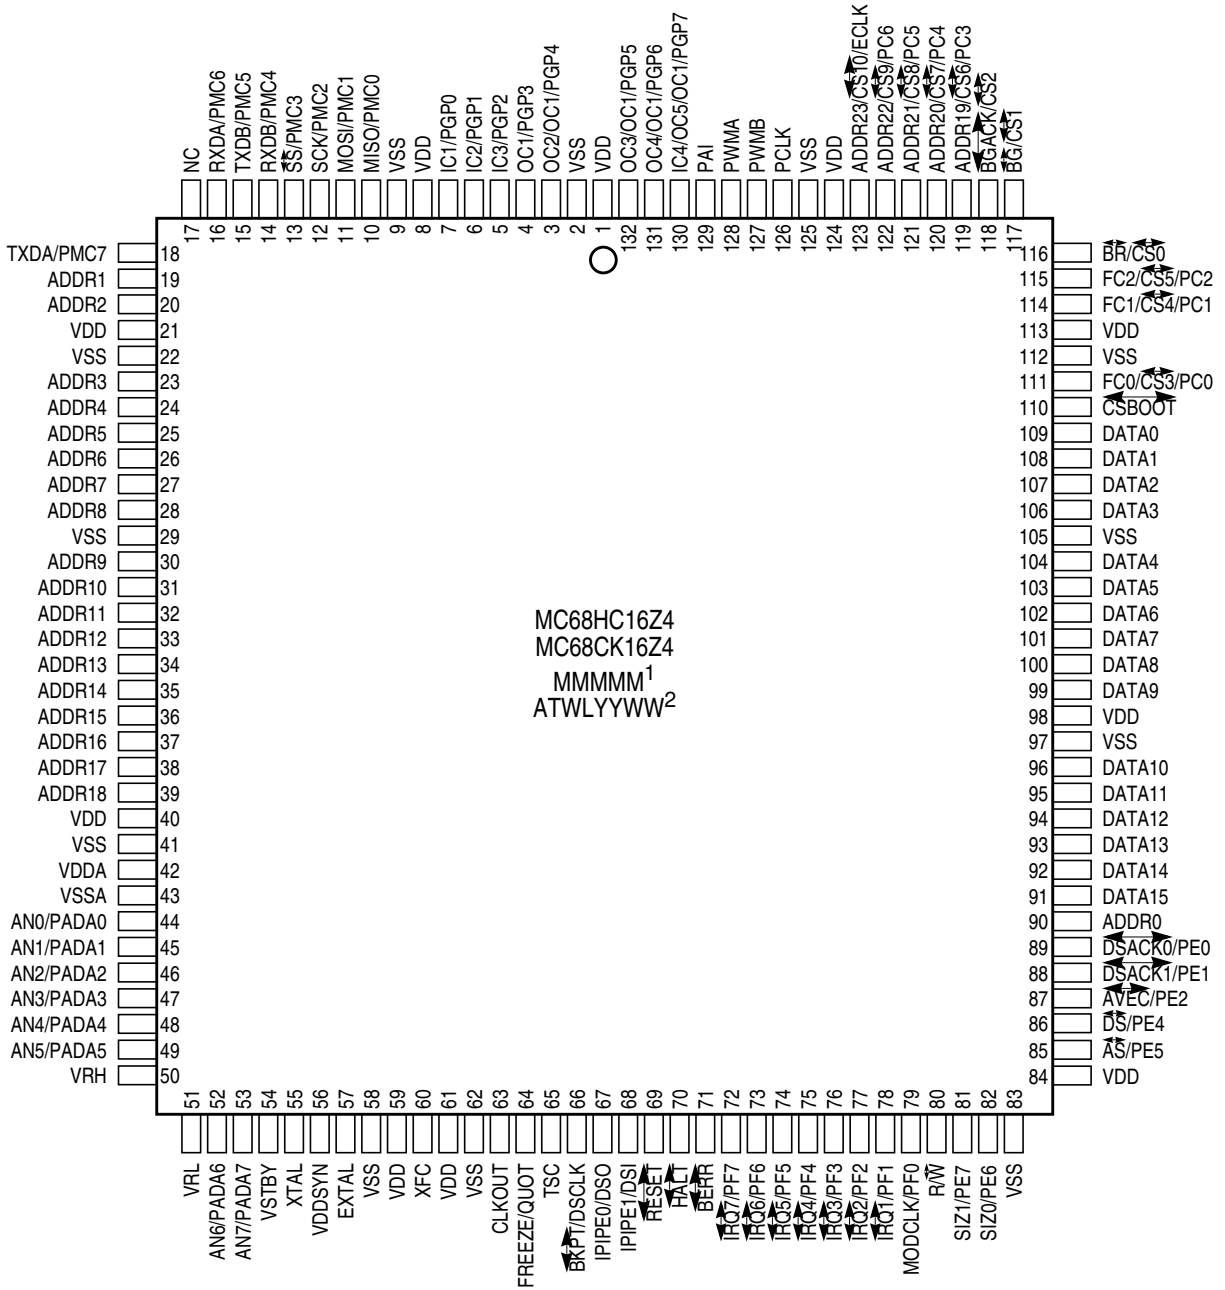 NC
RXDA/PMC6
TXDB/PMC5
RXDB/PMC4
SS/PMC3
SCK/PMC2
MOSI/PMC1
MISO/PMC0
VSS
VDD
IC1/PGP0
IC2/PGP1
IC3/PGP2
OC1/PGP3
OC2/OC1/PGP4
VSS
VDD
OC3/OC1/PGP5
OC4/OC1/PGP6
IC4/OC5/OC1/PGP7
PAI
PWMA
PWMB
PCLK
VSS
VDD
ADDR23/CS10/ECLK
ADDR22/CS9/PC6
ADDR21/CS8/PC5
ADDR20/CS7/PC4
ADDR19/CS6/PC3
BGACK/CS2
BG/CS1
17
16
15
14
13
12
11
10
9
8
7
6
5
4
3
2
1
132
131
130
129
128
127
126
125
124
123
122
121
120
119
118
117
TXDA/PMC7 18
ADDR1 19
ADDR2 20
VDD 21
VSS 22
ADDR3 23
ADDR4 24
ADDR5 25
ADDR6 26
ADDR7 27
ADDR8 28
VSS 29
ADDR9 30
ADDR10 31
ADDR11 32
ADDR12 33
ADDR13 34
ADDR14 35
ADDR15 36
ADDR16 37
ADDR17 38
ADDR18 39
VDD 40
VSS 41
VDDA 42
VSSA 43
AN0/PADA0 44
AN1/PADA1 45
AN2/PADA2 46
AN3/PADA3 47
AN4/PADA4 48
AN5/PADA5 49
VRH 50
MC68HC16Z4
MC68CK16Z4
MMMMM1
ATWLYYWW2
116 BR/CS0
115 FC2/CS5/PC2
114 FC1/CS4/PC1
113 VDD
112 VSS
111 FC0/CS3/PC0
110 CSBOOT
109 DATA0
108 DATA1
107 DATA2
106 DATA3
105 VSS
104 DATA4
103 DATA5
102 DATA6
101 DATA7
100 DATA8
99 DATA9
98 VDD
97 VSS
96 DATA10
95 DATA11
94 DATA12
93 DATA13
92 DATA14
91 DATA15
90 ADDR0
89 DSACK0/PE0
88 DSACK1/PE1
87 AVEC/PE2
86 DS/PE4
85 AS/PE5
84 VDD
51
52
53
54
55
56
57
58
59
60
61
62
63
64
65
66
67
68
69
70
71
72
73
74
75
76
77
78
79
80
81
82
83
VRL
AN6/PADA6
AN7/PADA7
VSTBY
XTAL
VDDSYN
EXTAL
VSS
VDD
XFC
VDD
VSS
CLKOUT
FREEZE/QUOT
TSC
BKPT/DSCLK
IPIPE0/DSO
IPIPE1/DSI
RESET
HALT
BERR
IRQ7/PF7
IRQ6/PF6
IRQ5/PF5
IRQ4/PF4
IRQ3/PF3
IRQ2/PF2
IRQ1/PF1
MODCLK/PF0
R/W
SIZ1/PE7
SIZ0/PE6
VSS